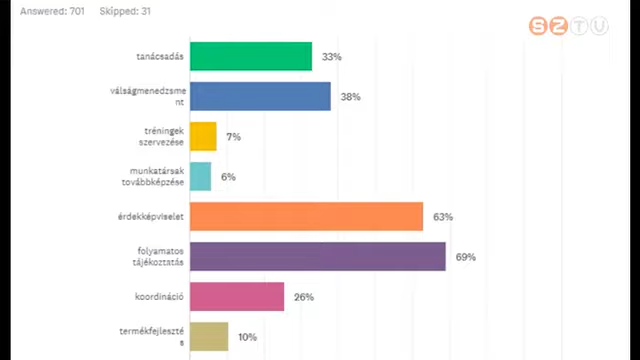 Answered: 701 Skipped: 31
SZTU
tanácsadás 33%
válságmenedzsme
nt 38%
tréningek
szervezése 7%
munkatársak
továbbképzése 6%
érdekképviselet 63%
folyamatos
tájékoztatás 69%
koordináció 26%
termékfejleszté
s 10%